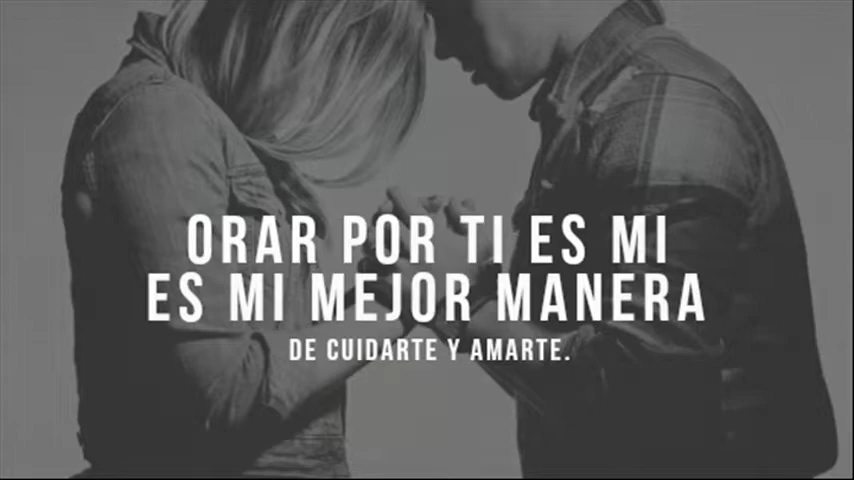 ORAR POR TI ES MI
ES MI MEJOR MANERA
DE CUIDARTE Y AMARTE.